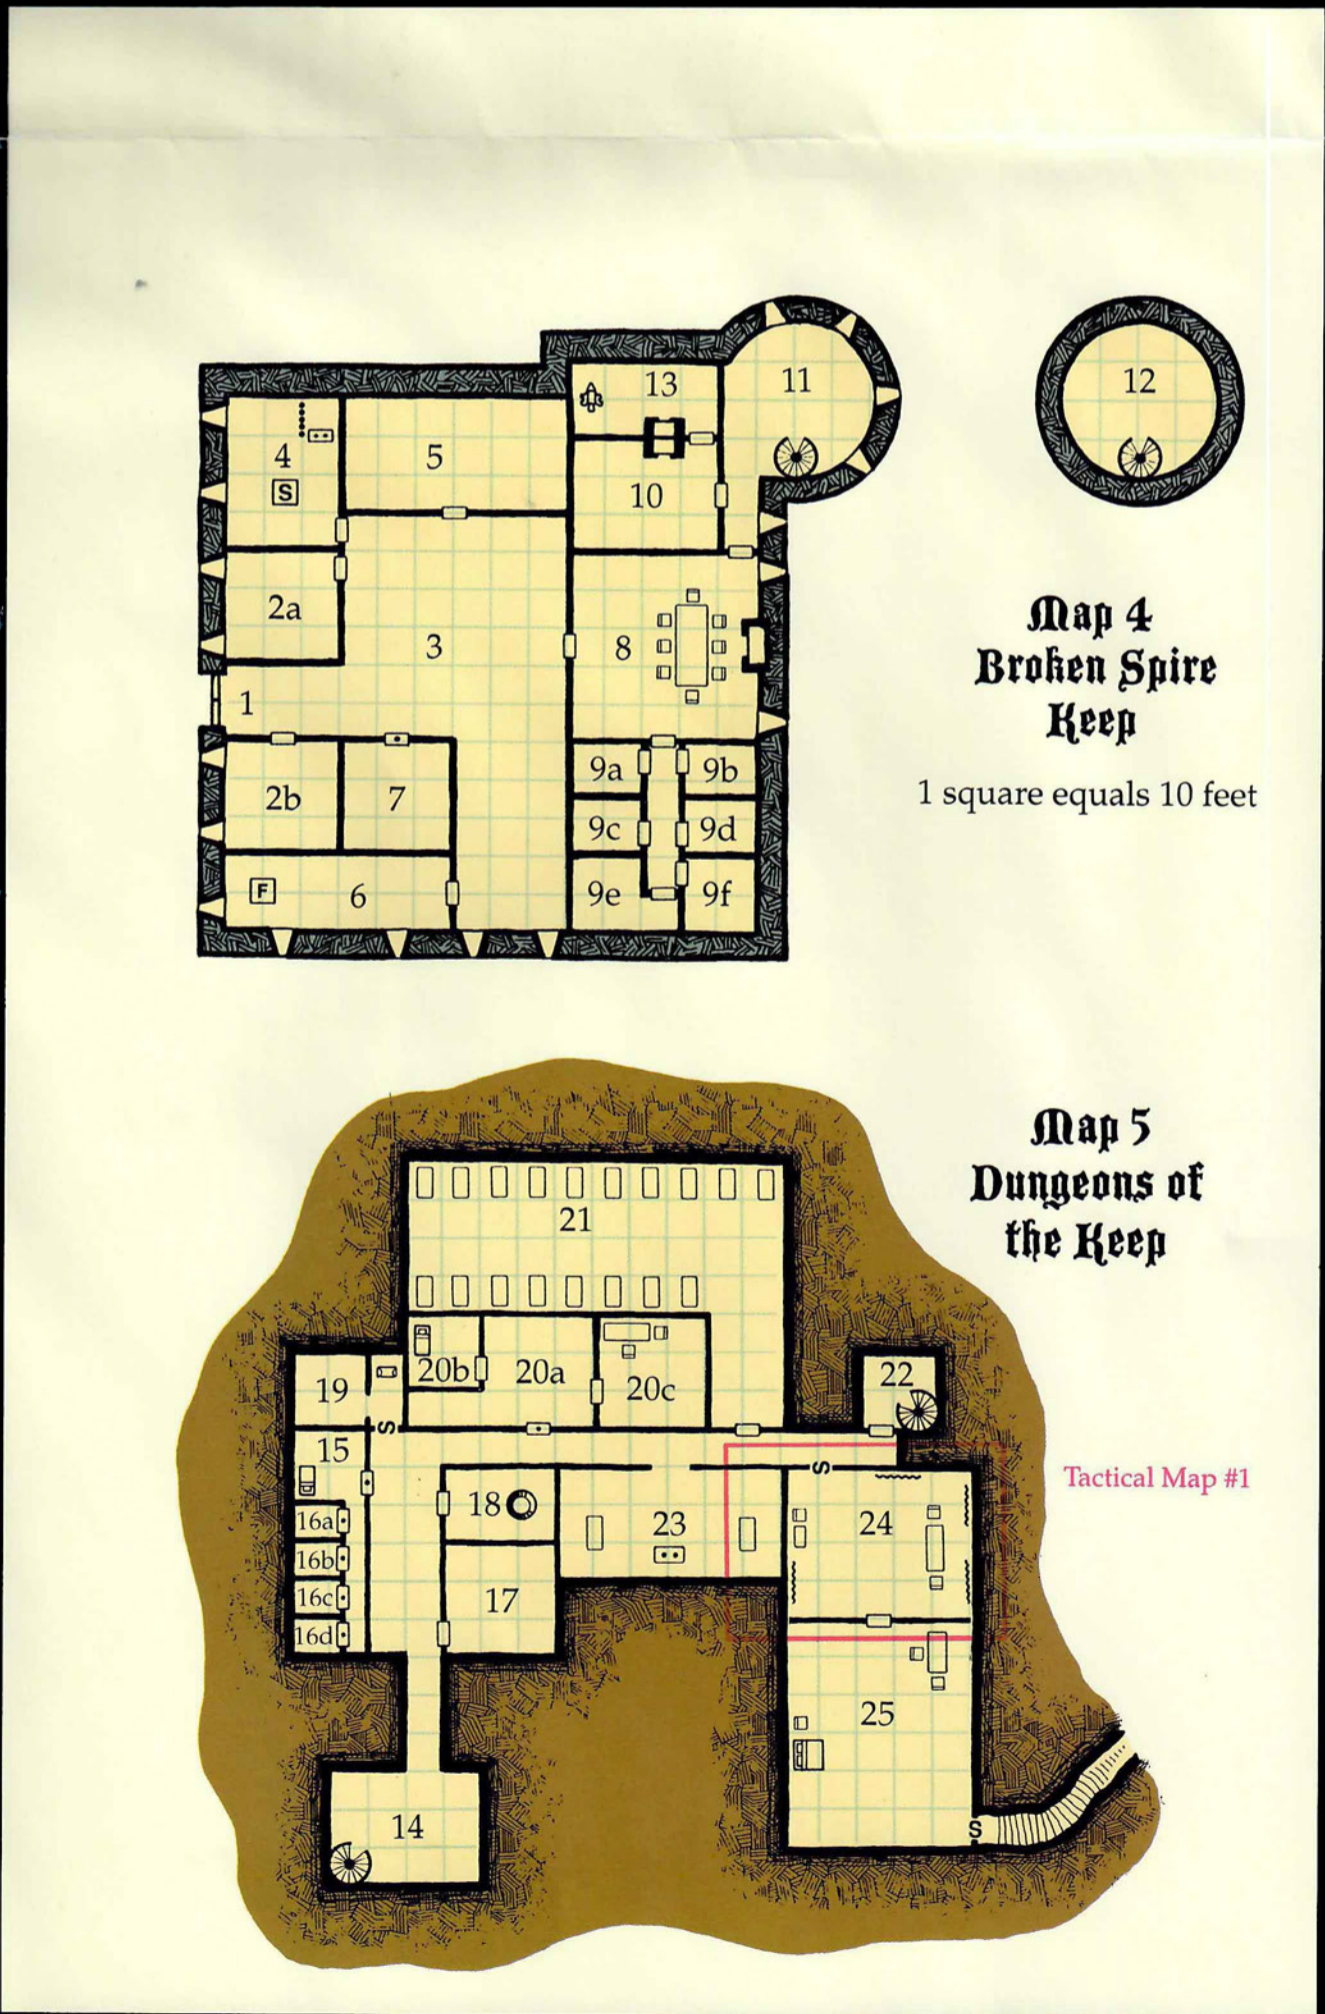 13
11
12
4
5
S
10
2a
3
8
1
Map 4
Broken Spire
Keep
1 square equals 10 feet
2b
7
9a
9b
9c
9d
F
6
9e
9f
Map 5
Dungeons of
the Keep
21
19
20b
20a
20c
22
S
15
S
Tactical Map #1
16a
18
23
24
16b
16c
17
16d
25
14
S